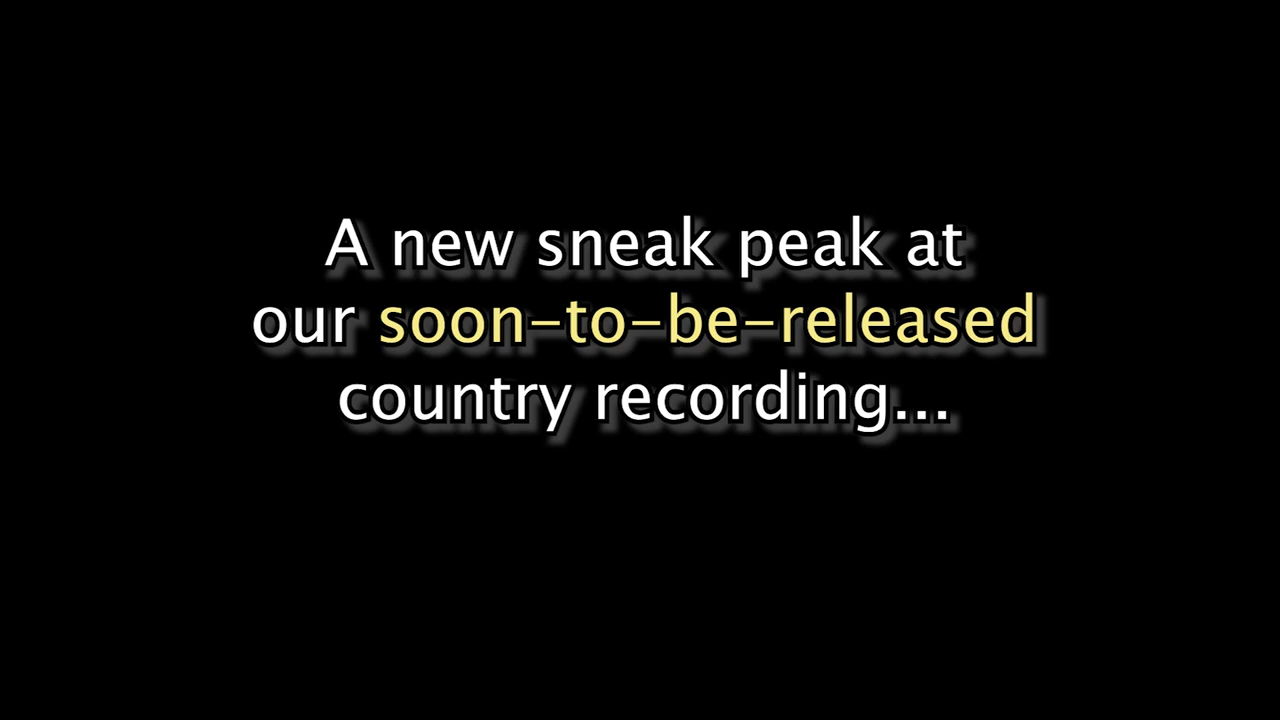 A new sneak peak at
our soon-to-be-released
country recording...